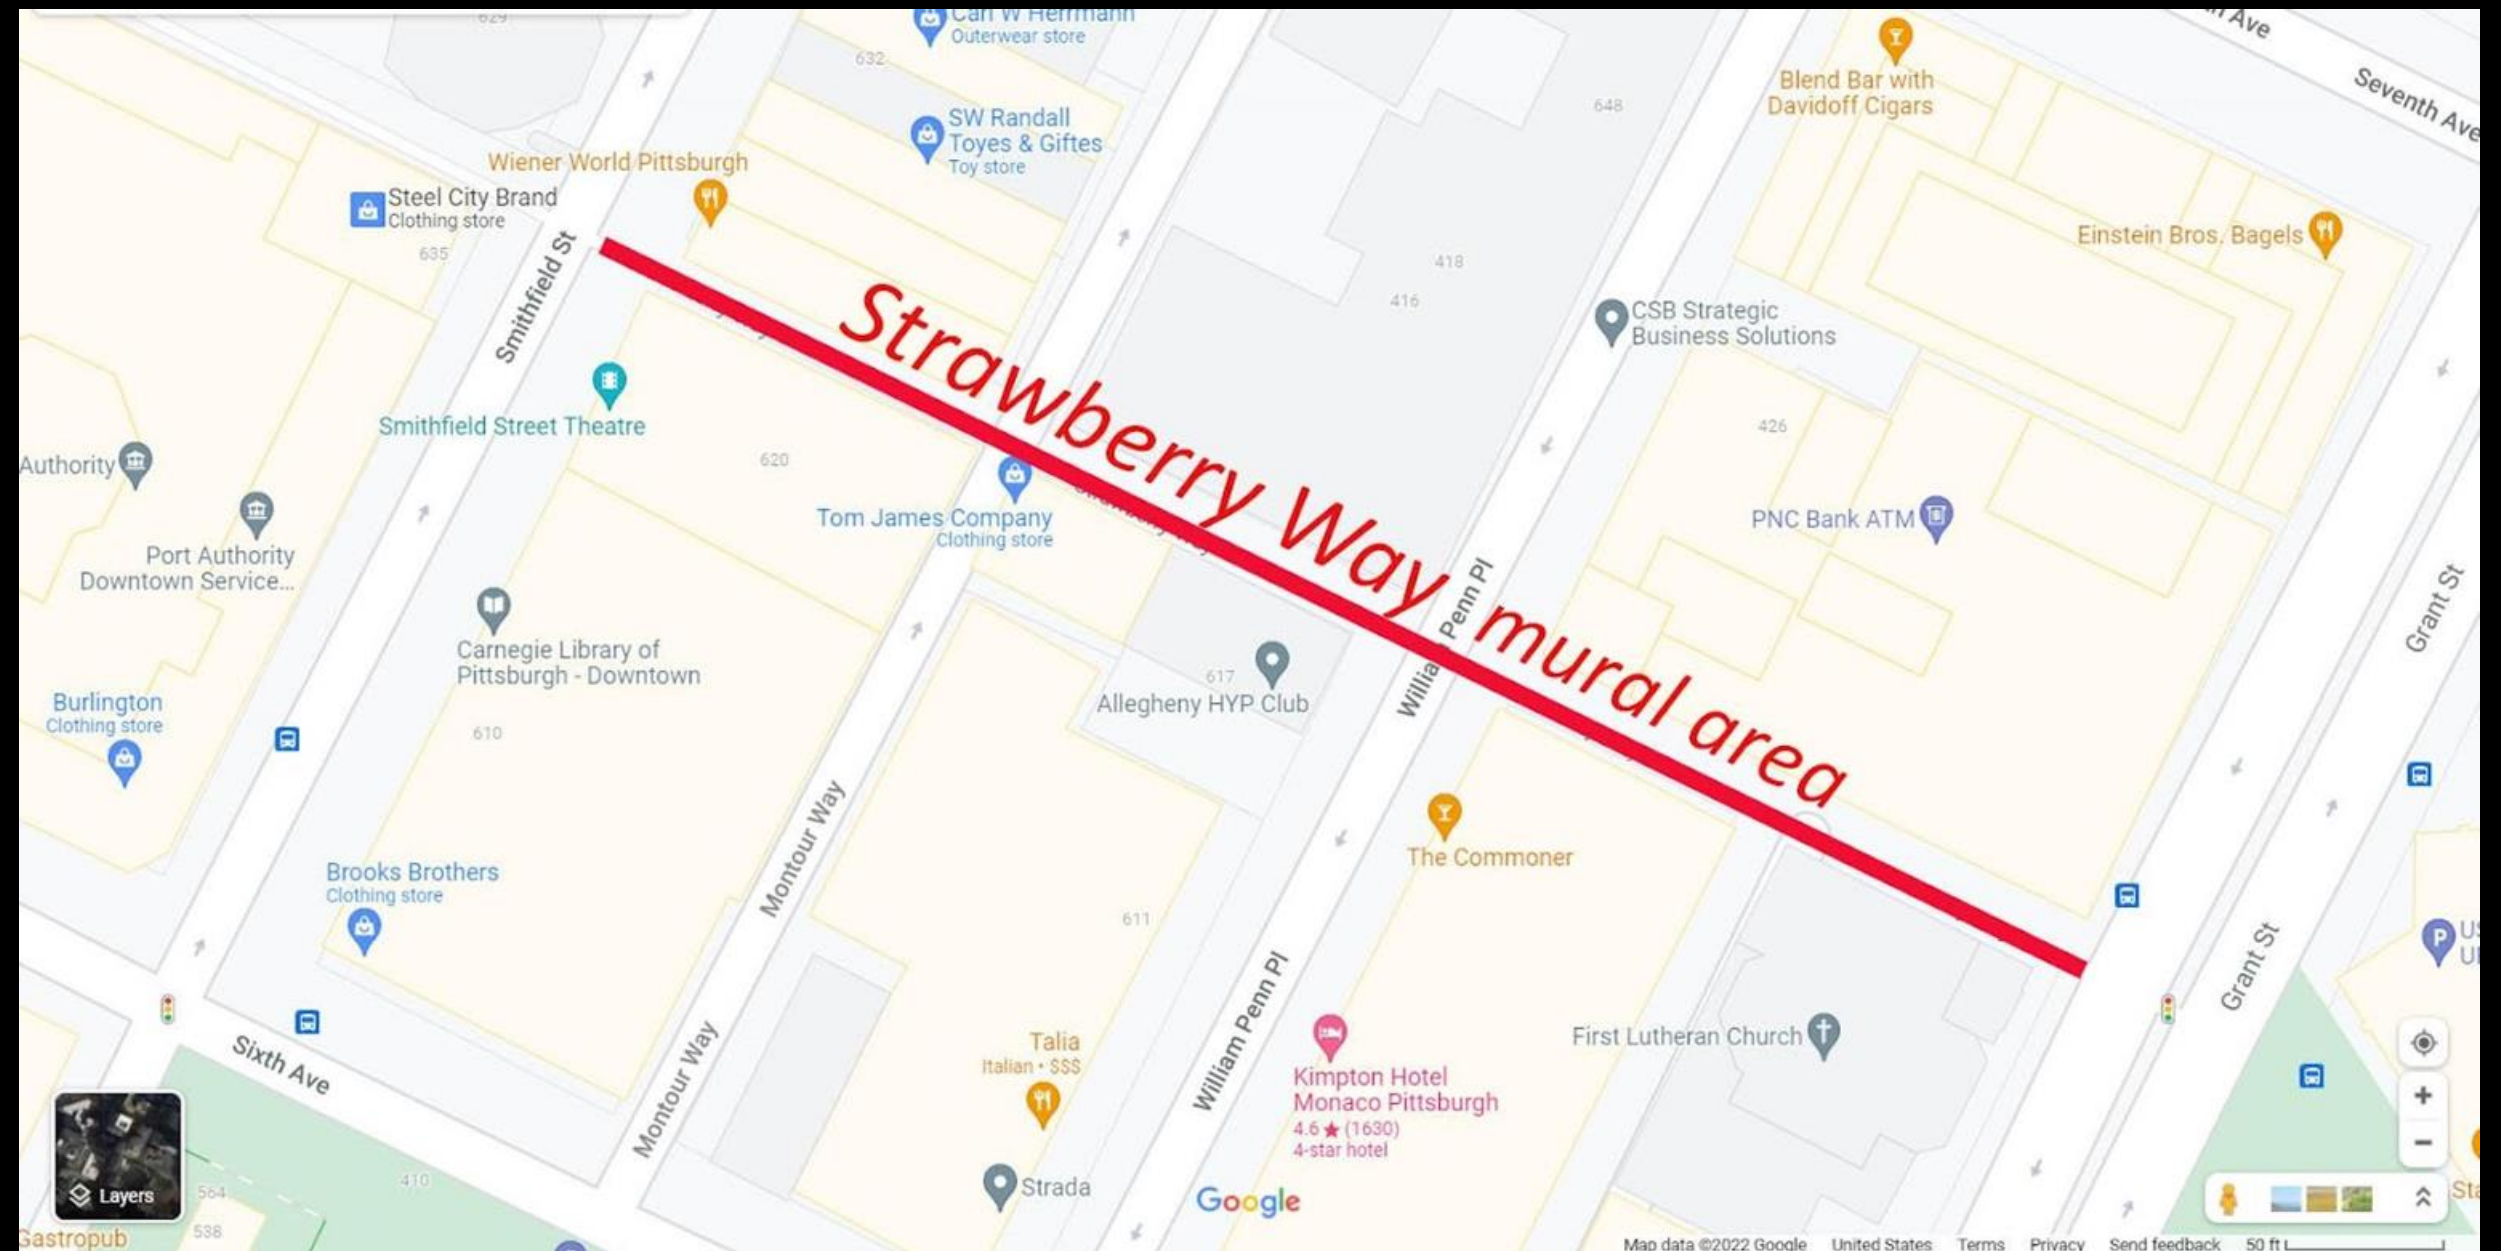 629
Carl W Herrmann
Outerwear store
632
SW Randall
Toyes & Giftes
Toy store
Blend Bar with
Davidoff Cigars
Seventh Ave
Ave
648
Wiener World Pittsburgh
Steel City Brand
Clothing store
635
Smithfield St
Einstein Bros. Bagels
418
416
CSB Strategic
Business Solutions
Strawberry Way mural area
Smithfield Street Theatre
426
620
Authority
Tom James Company
Clothing store
PNC Bank ATM
Port Authority
Downtown Service...
William Penn Pl
Grant St
Carnegie Library of
Pittsburgh - Downtown
617
Allegheny HYP Club
Burlington
Clothing store
610
Montour Way
The Commoner
Brooks Brothers
Clothing store
611
P
Grant St
William Penn Pl
First Lutheran Church
Sixth Ave
Montour Way
Talia
Italian • $$$
Kimpton Hotel
Monaco Pittsburgh
4.6 ★ (1630)
4-star hotel
Layers
410
564
538
Strada
Google
Gastropub
Map data ©2022 Google United States Terms Privacy Send feedback 50 ft